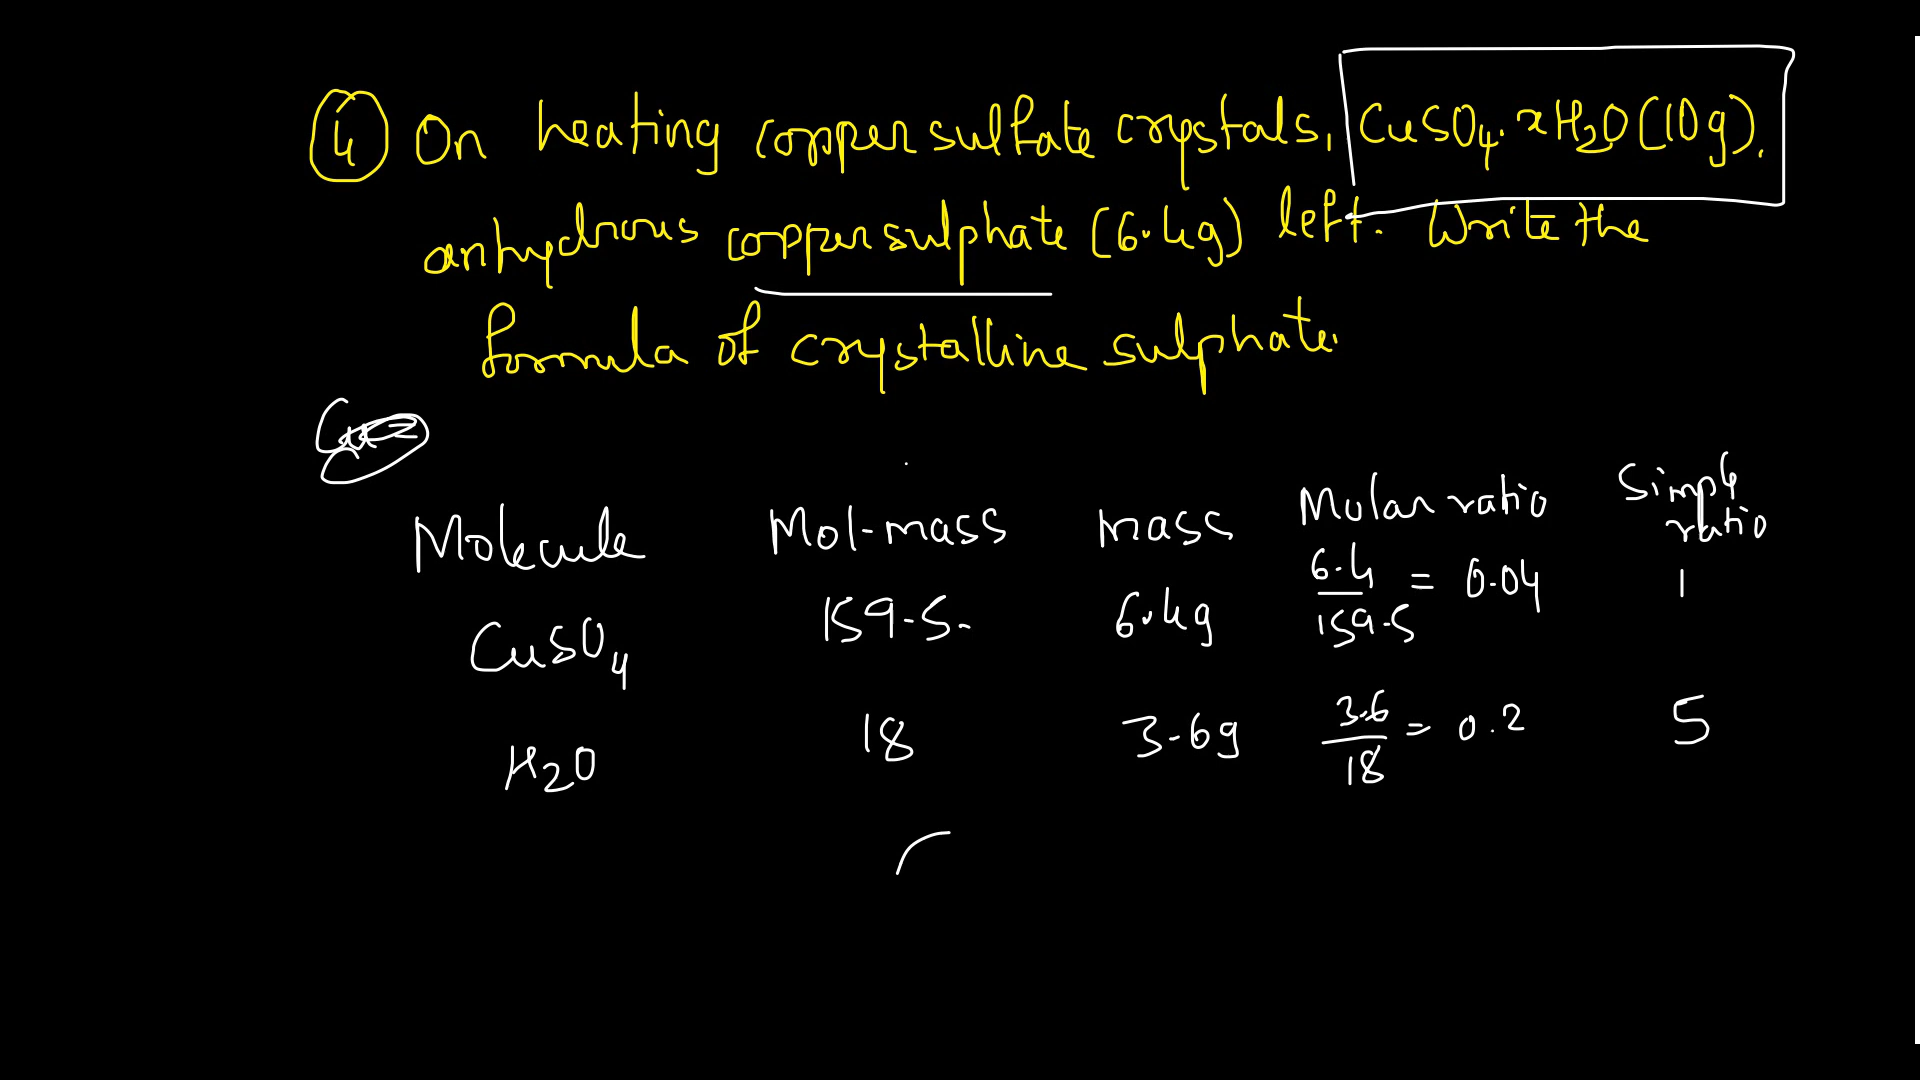 4 On heating copper sulfate crystals, CuSO4·xH2O(10g),
anhydrous copper sulphate (6.4g) left. Write the
formula of crystalline sulphate.
Molecule Mol-mass mass Molar ratio Simple ratio
CuSO4 159.5. 6.4g 6.4/159.5 = 0.04 1
H2O 18 3.6g 3.6/18 = 0.2 5